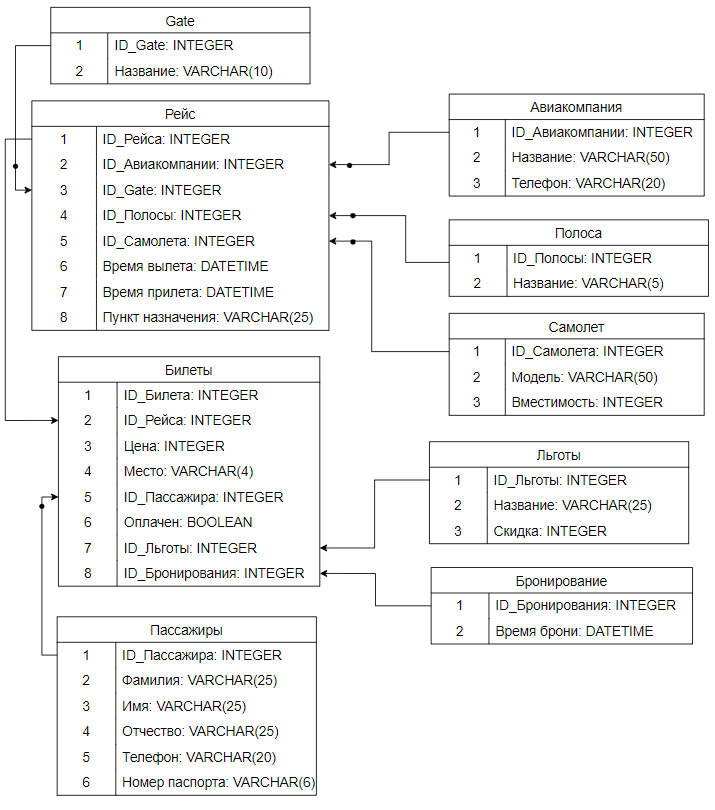 Gate
1 ID_Gate: INTEGER
2 Название: VARCHAR(10)
Рейс
1 ID_Рейса: INTEGER
2 ID_Авиакомпании: INTEGER
3 ID_Gate: INTEGER
4 ID_Полосы: INTEGER
5 ID_Самолета: INTEGER
6 Время вылета: DATETIME
7 Время прилета: DATETIME
8 Пункт назначения: VARCHAR(25)
Авиакомпания
1 ID_Авиакомпании: INTEGER
2 Название: VARCHAR(50)
3 Телефон: VARCHAR(20)
Полоса
1 ID_Полосы: INTEGER
2 Название: VARCHAR(5)
Самолет
1 ID_Самолета: INTEGER
2 Модель: VARCHAR(50)
3 Вместимость: INTEGER
Билеты
1 ID_Билета: INTEGER
2 ID_Рейса: INTEGER
3 Цена: INTEGER
4 Место: VARCHAR(4)
5 ID_Пассажира: INTEGER
6 Оплачен: BOOLEAN
7 ID_Льготы: INTEGER
8 ID_Бронирования: INTEGER
Льготы
1 ID_Льготы: INTEGER
2 Название: VARCHAR(25)
3 Скидка: INTEGER
Бронирование
1 ID_Бронирования: INTEGER
2 Время брони: DATETIME
Пассажиры
1 ID_Пассажира: INTEGER
2 Фамилия: VARCHAR(25)
3 Имя: VARCHAR(25)
4 Отчество: VARCHAR(25)
5 Телефон: VARCHAR(20)
6 Номер паспорта: VARCHAR(6)